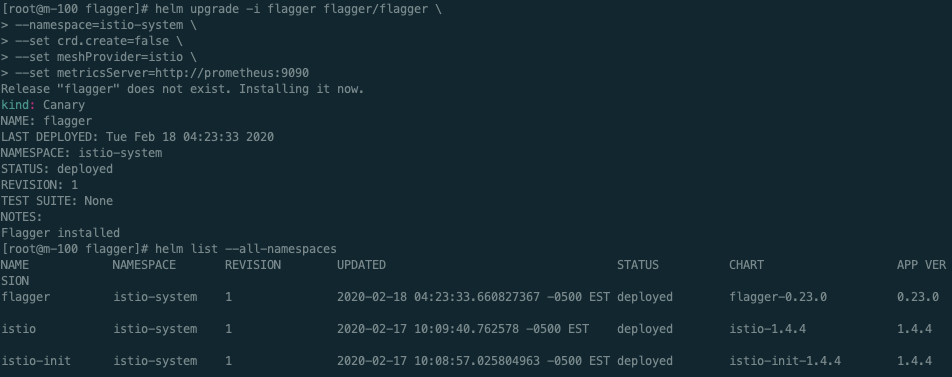 [root@m-100 flagger]# helm upgrade -i flagger flagger/flagger \
> --namespace=istio-system \
> --set crd.create=false \
> --set meshProvider=istio \
> --set metricsServer=http://prometheus:9090
Release "flagger" does not exist. Installing it now.
kind: Canary
NAME: flagger
LAST DEPLOYED: Tue Feb 18 04:23:33 2020
NAMESPACE: istio-system
STATUS: deployed
REVISION: 1
TEST SUITE: None
NOTES:
Flagger installed
[root@m-100 flagger]# helm list --all-namespaces
NAME NAMESPACE REVISION UPDATED STATUS CHART APP VER
SION
flagger istio-system 1 2020-02-18 04:23:33.660827367 -0500 EST deployed flagger-0.23.0 0.23.0
istio istio-system 1 2020-02-17 10:09:40.762578 -0500 EST deployed istio-1.4.4 1.4.4
istio-init istio-system 1 2020-02-17 10:08:57.025804963 -0500 EST deployed istio-init-1.4.4 1.4.4